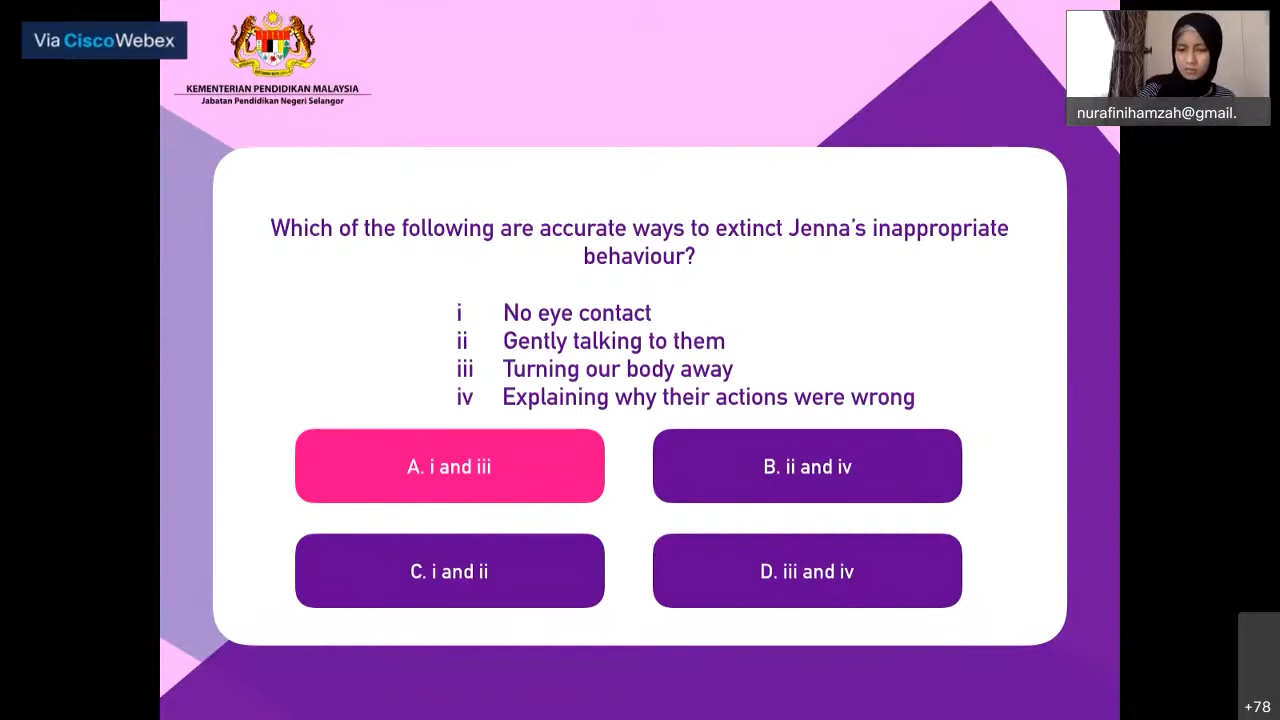 Via Cisco Webex
KEMENTERIAN PENDIDIKAN MALAYSIA
Jabatan Pendidikan Negeri Selangor
nurafinihamzah@gmail.
Which of the following are accurate ways to extinct Jenna's inappropriate
behaviour?
i No eye contact
ii Gently talking to them
iii Turning our body away
iv Explaining why their actions were wrong
A. i and iii
B. ii and iv
C. i and ii
D. iii and iv
+78